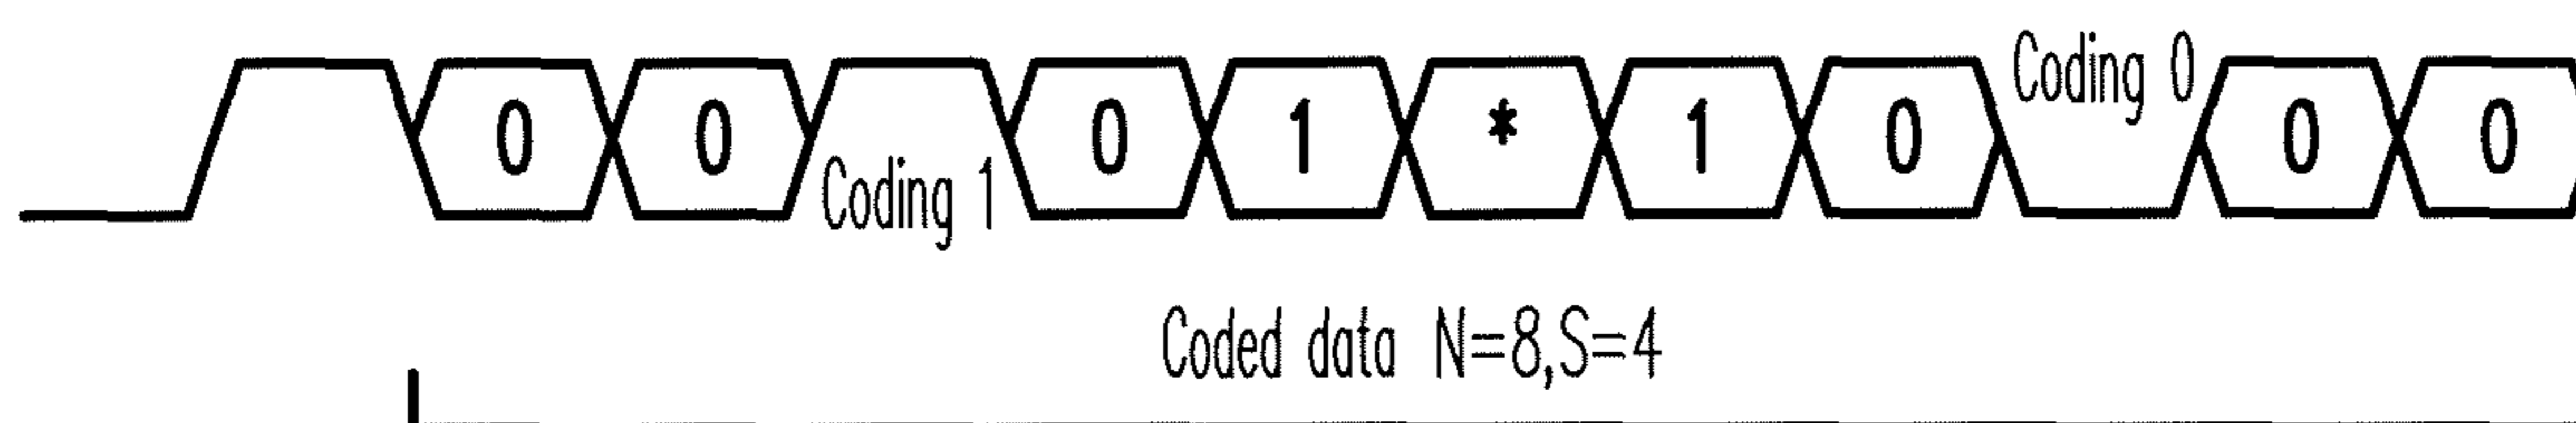 0 0 Coding 1 0 1 * 1 0 Coding 0 0 0
Coded data N=8,S=4